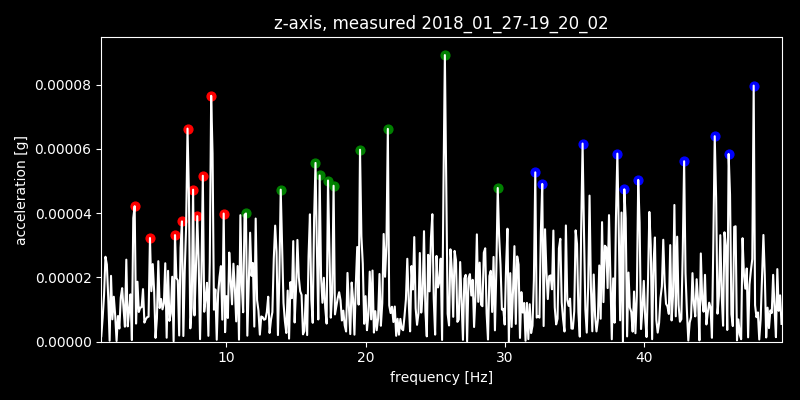 z-axis, measured 2018_01_27-19_20_02
acceleration [g]
0.00008
0.00006
0.00004
0.00002
0.00000
10 20 30 40
frequency [Hz]